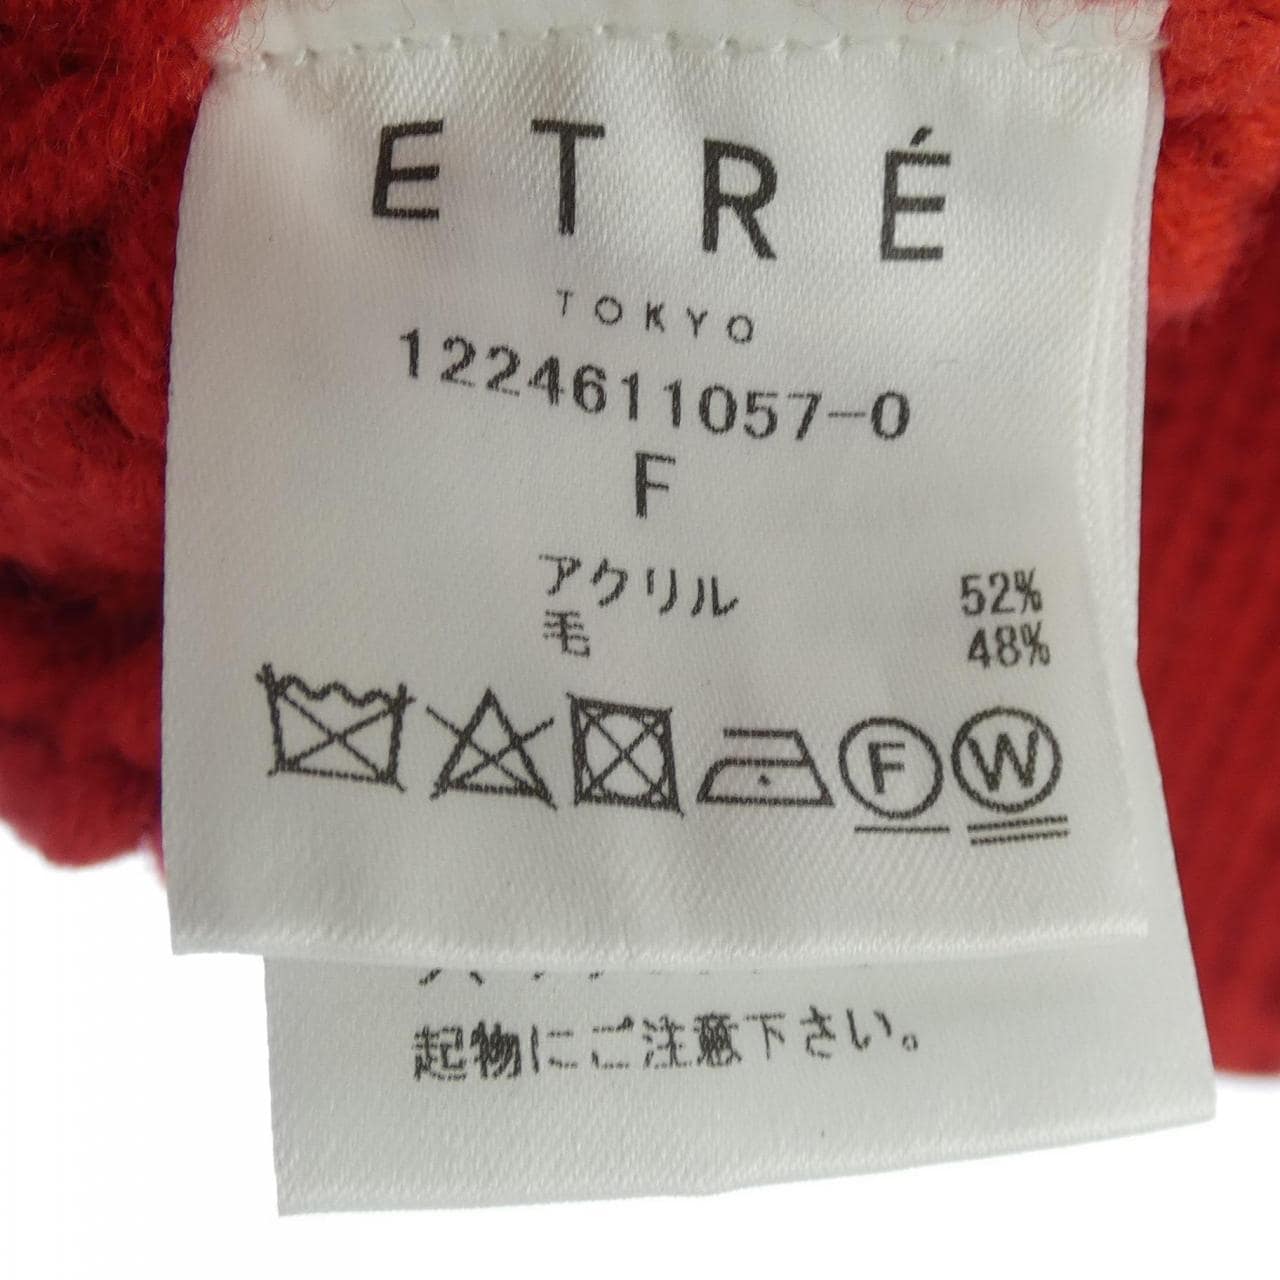 ETRÉ
TOKYO
1224611057-0
F
アクリル 52%
毛 48%
F W
起物にご注意下さい。